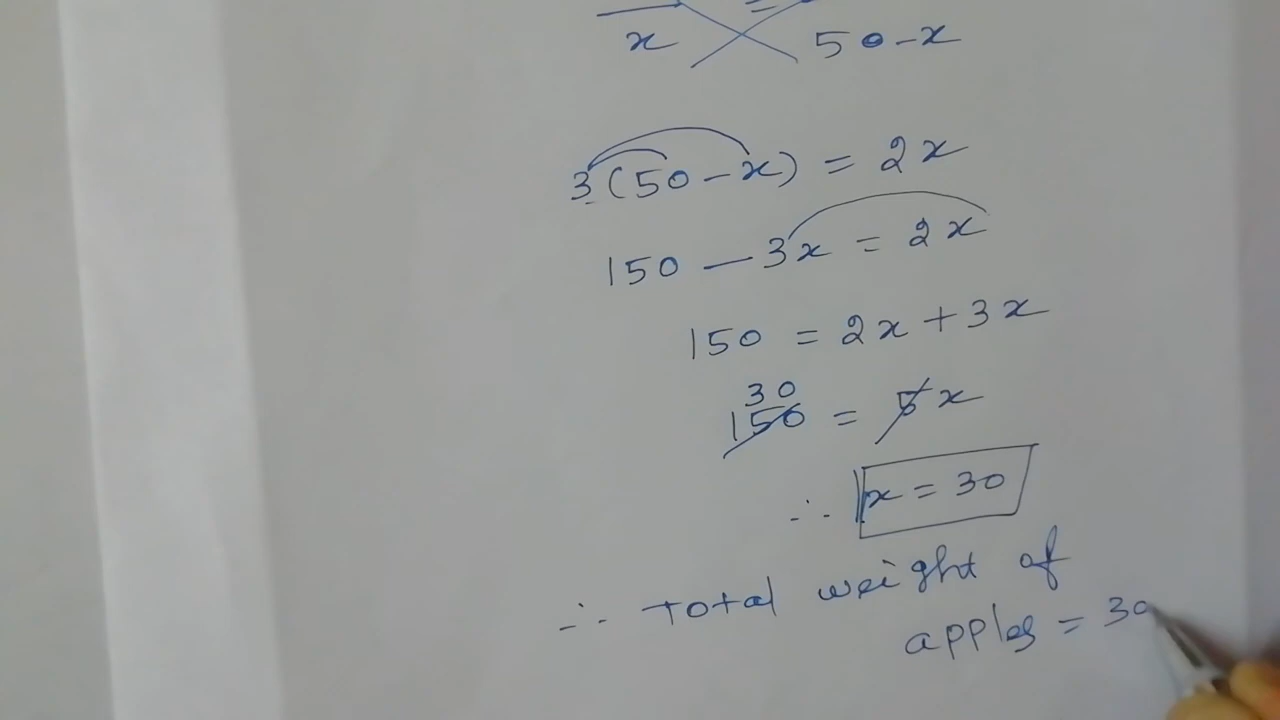 =
x 50-x
3(50-x) = 2x
150 - 3x = 2x
150 = 2x + 3x
30
150 = 5x
∴ x = 30
∴ Total weight of
apples = 30